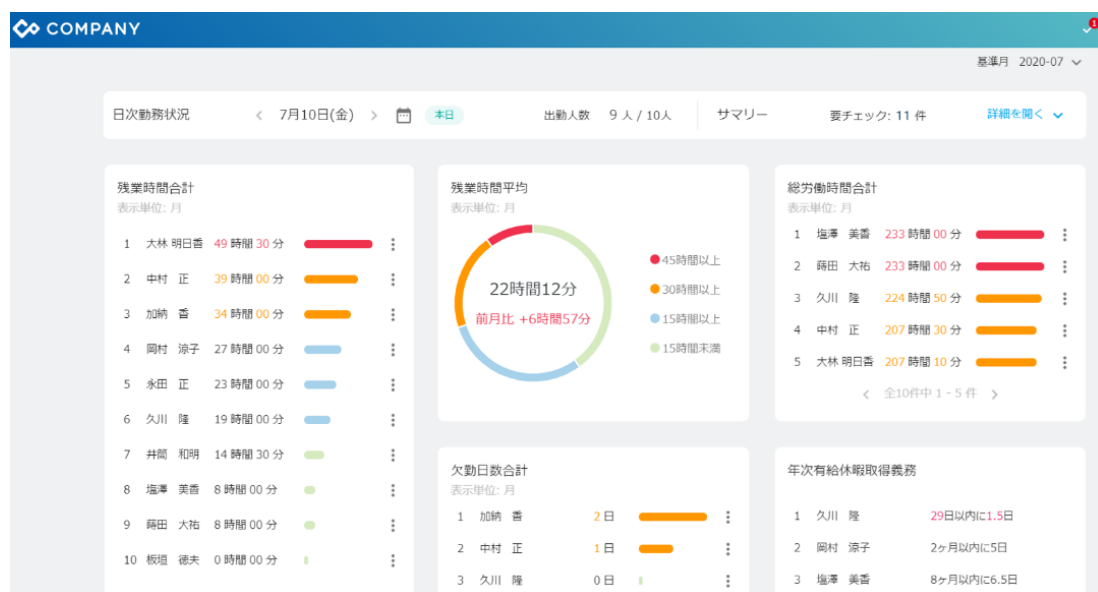 COMPANY
1
基準月 2020-07
日次勤務状況 7月10日(金) 本日 出勤人数 9 人 / 10人 サマリー 要チェック: 11 件 詳細を開く
残業時間合計
表示単位: 月
1 大林 明日香 49 時間 30 分
2 中村 正 39 時間 00 分
3 加納 香 34 時間 00 分
4 岡村 涼子 27 時間 00 分
5 永田 正 23 時間 00 分
6 久川 隆 19 時間 00 分
7 井筒 和明 14 時間 30 分
8 塩澤 美香 8 時間 00 分
9 蒔田 大祐 8 時間 00 分
10 板垣 徳夫 0 時間 00 分
残業時間平均
表示単位: 月
22時間12分
前月比 +6時間57分
45時間以上
30時間以上
15時間以上
15時間未満
総労働時間合計
表示単位: 月
1 塩澤 美香 233 時間 00 分
2 蒔田 大祐 233 時間 00 分
3 久川 隆 224 時間 50 分
4 中村 正 207 時間 30 分
5 大林 明日香 207 時間 10 分
全10件中 1 - 5 件
欠勤日数合計
表示単位: 月
1 加納 香 2 日
2 中村 正 1 日
3 久川 隆 0 日
年次有給休暇取得義務
1 久川 隆 29日以内に1.5日
2 岡村 涼子 2ヶ月以内に5日
3 塩澤 美香 8ヶ月以内に6.5日